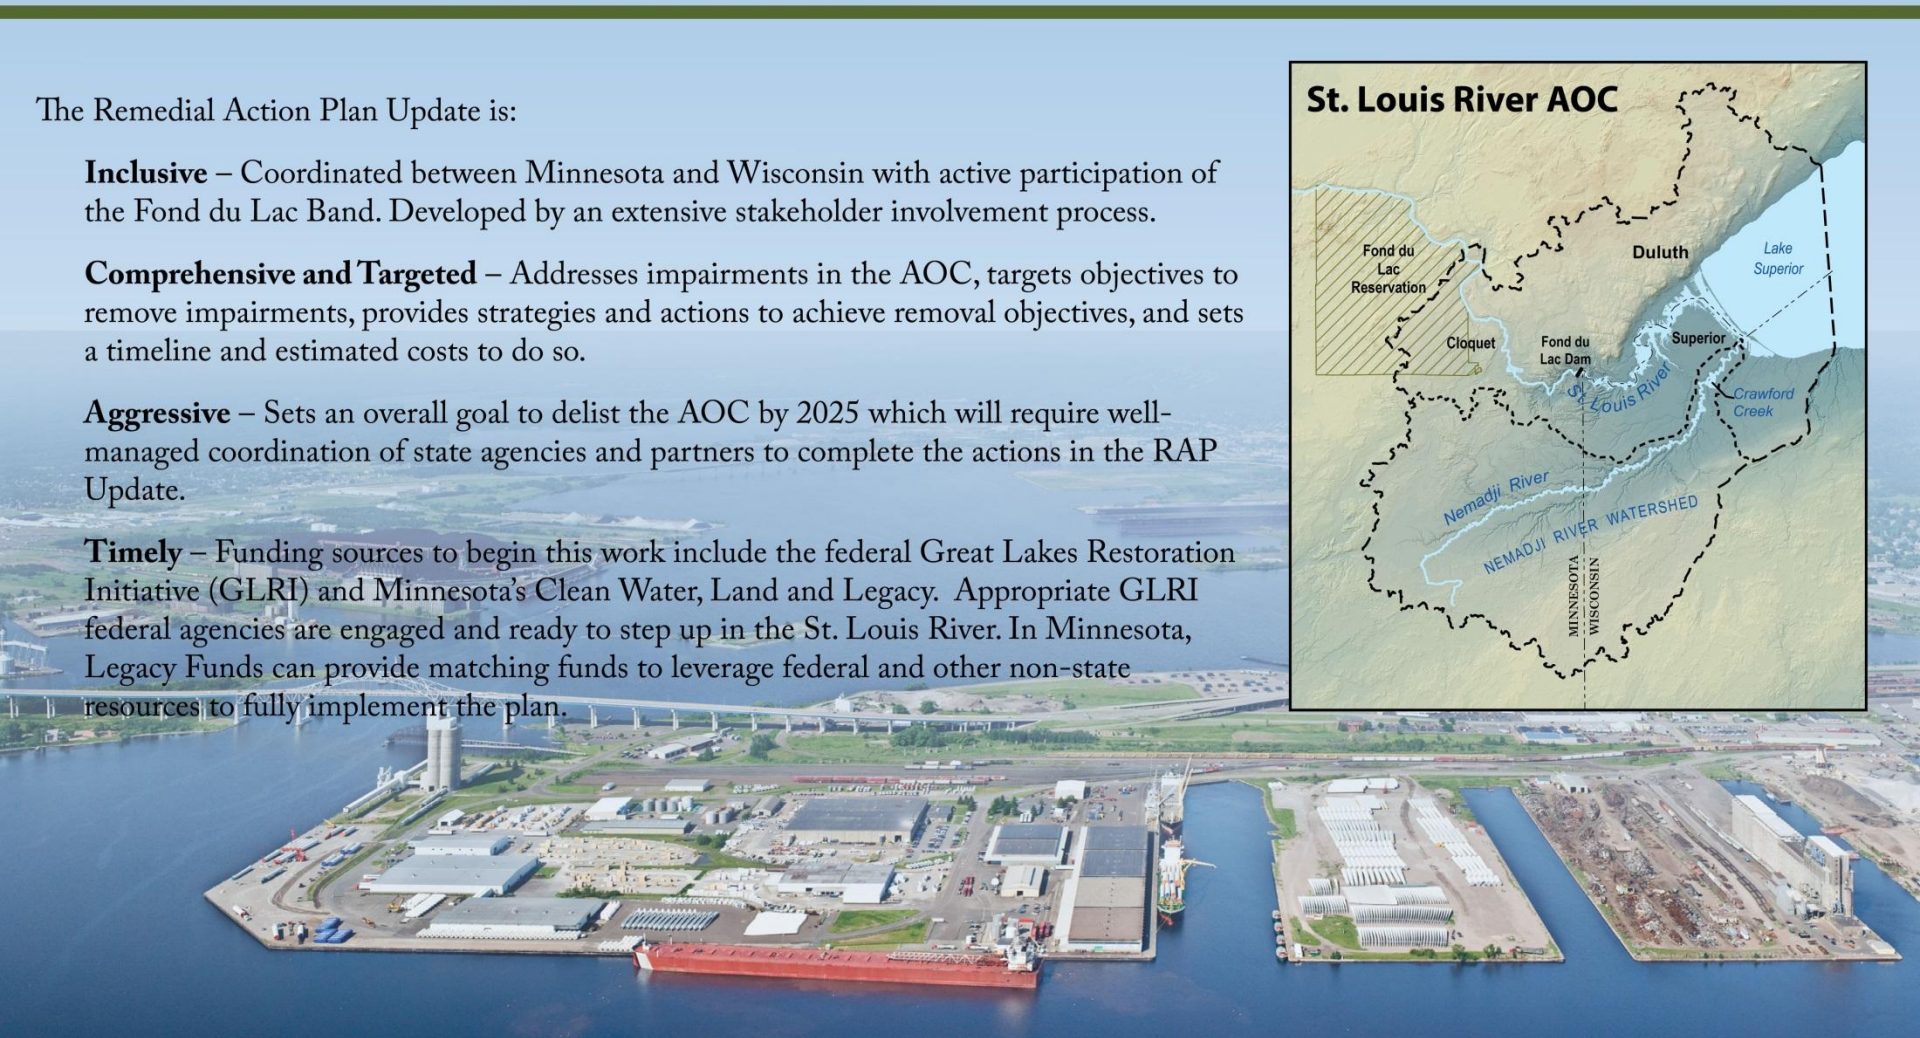 The Remedial Action Plan Update is:
Inclusive – Coordinated between Minnesota and Wisconsin with active participation of
the Fond du Lac Band. Developed by an extensive stakeholder involvement process.
Comprehensive and Targeted – Addresses impairments in the AOC, targets objectives to
remove impairments, provides strategies and actions to achieve removal objectives, and sets
a timeline and estimated costs to do so.
Aggressive – Sets an overall goal to delist the AOC by 2025 which will require well-
managed coordination of state agencies and partners to complete the actions in the RAP
Update.
Timely – Funding sources to begin this work include the federal Great Lakes Restoration
Initiative (GLRI) and Minnesota’s Clean Water, Land and Legacy.  Appropriate GLRI
federal agencies are engaged and ready to step up in the St. Louis River. In Minnesota,
Legacy Funds can provide matching funds to leverage federal and other non-state
resources to fully implement the plan.
St. Louis River AOC
Fond du
Lac
Reservation
Duluth
Lake
Superior
Cloquet
Fond du
Lac Dam
Superior
St. Louis River
Crawford
Creek
Nemadji River
NEMADJI RIVER WATERSHED
MINNESOTA
WISCONSIN